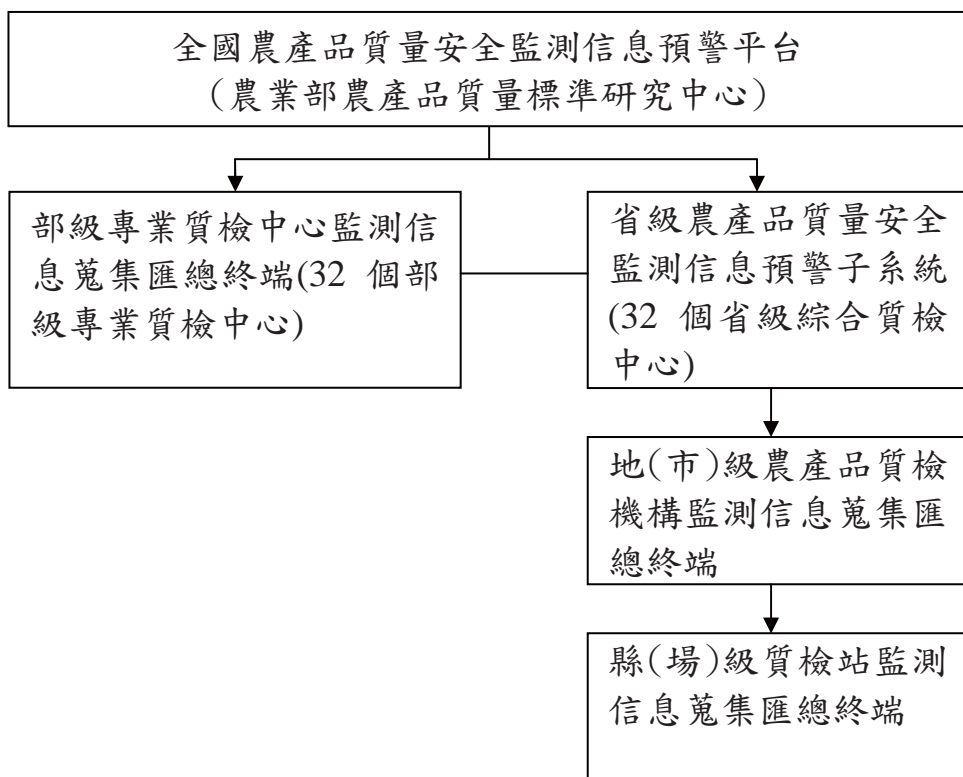 全國農產品質量安全監測信息預警平台
（農業部農產品質量標準研究中心）
部級專業質檢中心監測信
息蒐集匯總終端(32 個部
級專業質檢中心)
省級農產品質量安全
監測信息預警子系統
(32 個省級綜合質檢
中心)
地(市)級農產品質檢
機構監測信息蒐集匯
總終端
縣(場)級質檢站監測
信息蒐集匯總終端